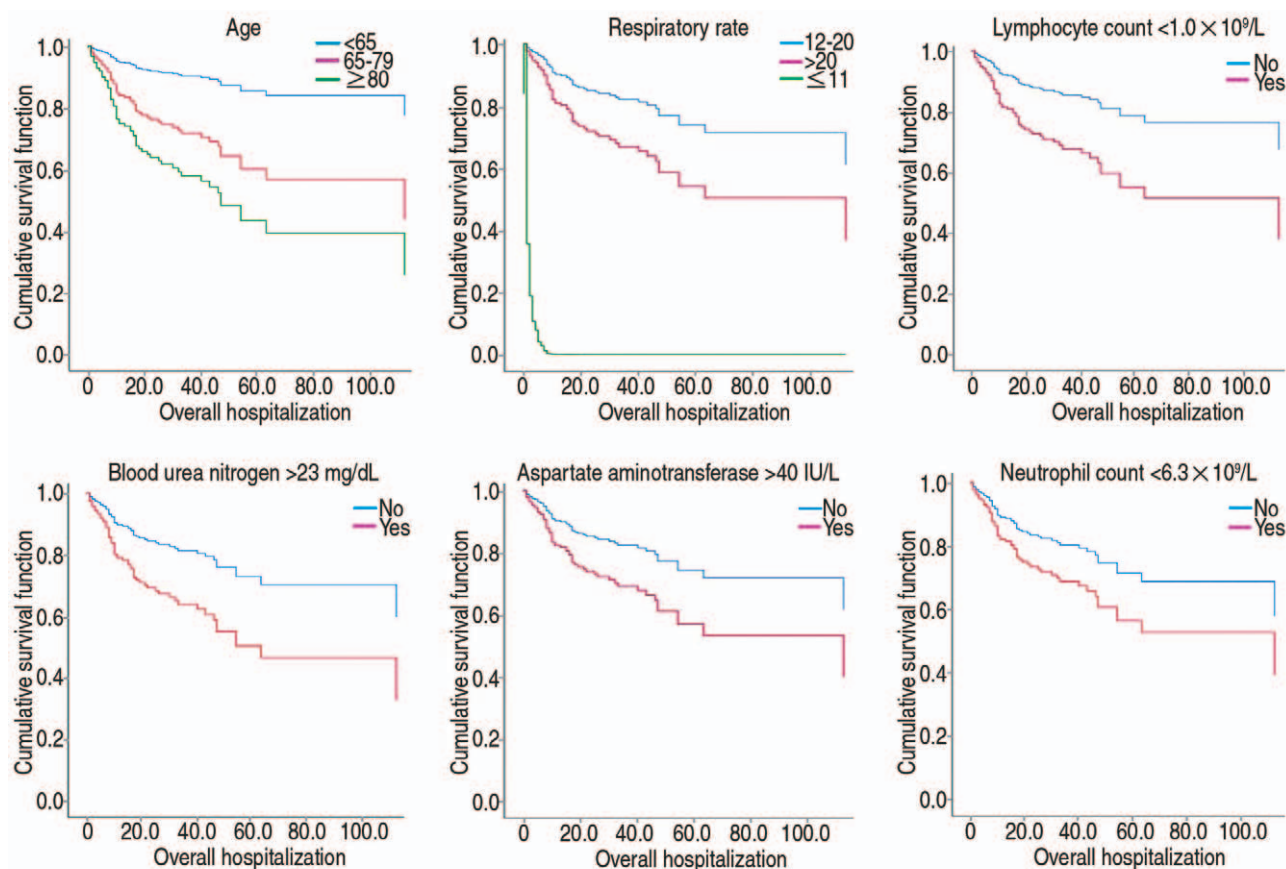 Age
<65
65-79
≥80
Cumulative survival function
1.0
0.8
0.6
0.4
0.2
0.0
0 20.0 40.0 60.0 80.0 100.0
Overall hospitalization
Respiratory rate
12-20
>20
≤11
Cumulative survival function
1.0
0.8
0.6
0.4
0.2
0.0
0 20.0 40.0 60.0 80.0 100.0
Overall hospitalization
Lymphocyte count <1.0 × 10⁹/L
No
Yes
Cumulative survival function
1.0
0.8
0.6
0.4
0.2
0.0
0 20.0 40.0 60.0 80.0 100.0
Overall hospitalization
Blood urea nitrogen >23 mg/dL
No
Yes
Cumulative survival function
1.0
0.8
0.6
0.4
0.2
0.0
0 20.0 40.0 60.0 80.0 100.0
Overall hospitalization
Aspartate aminotransferase >40 IU/L
No
Yes
Cumulative survival function
1.0
0.8
0.6
0.4
0.2
0.0
0 20.0 40.0 60.0 80.0 100.0
Overall hospitalization
Neutrophil count <6.3 × 10⁹/L
No
Yes
Cumulative survival function
1.0
0.8
0.6
0.4
0.2
0.0
0 20.0 40.0 60.0 80.0 100.0
Overall hospitalization